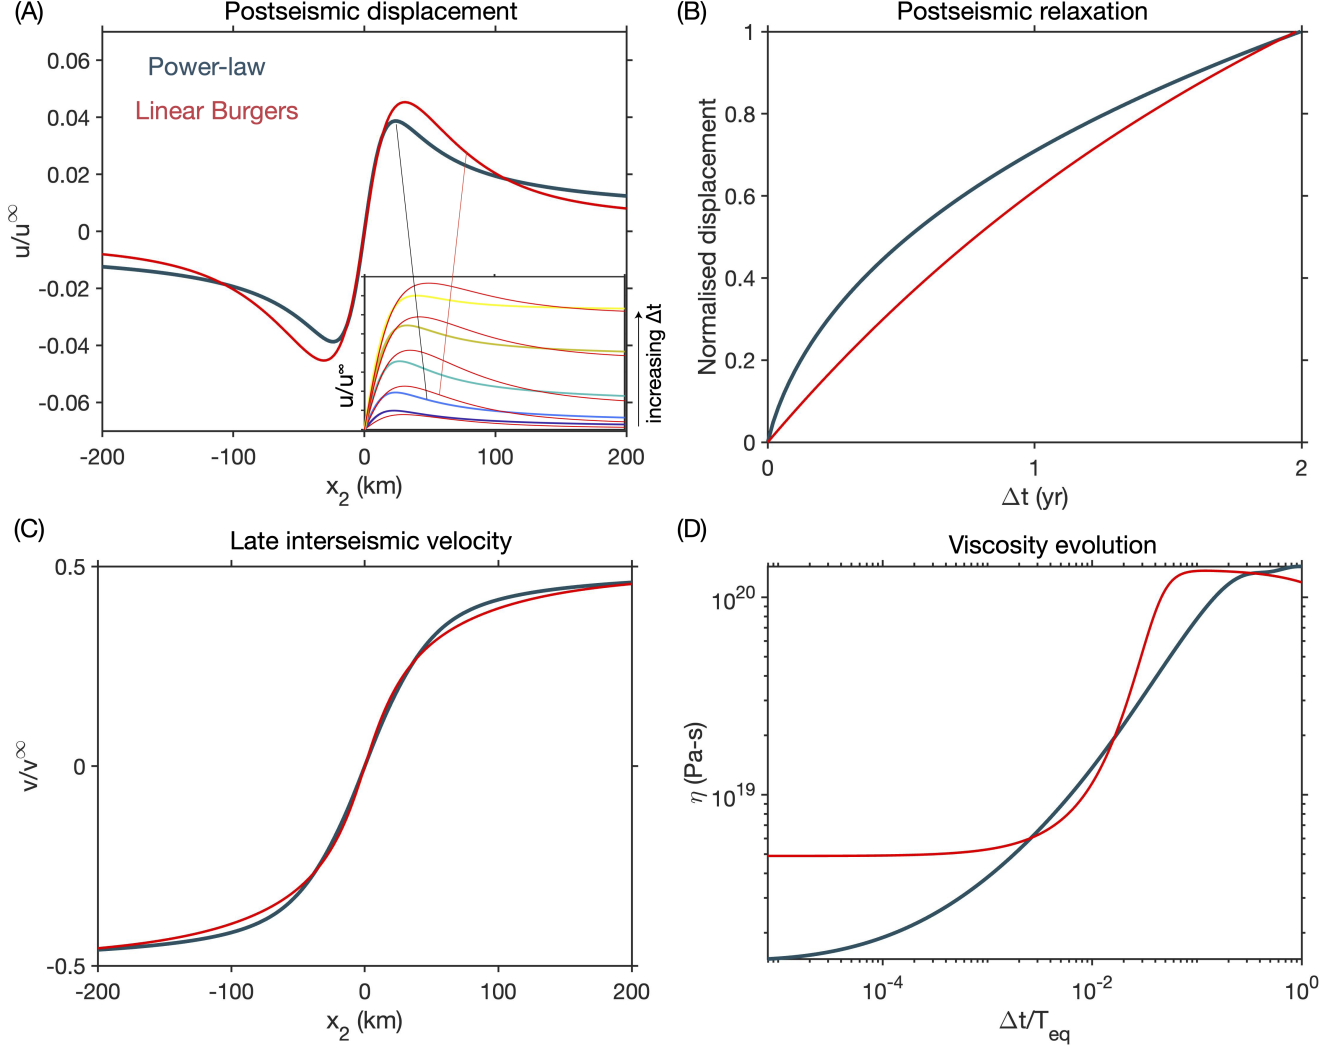 (A)
Postseismic displacement
0.06
0.04
0.02
0
-0.02
-0.04
-0.06
u/u∞
Power-law
Linear Burgers
u/u∞
increasing Δt
-200
-100
0
100
200
x2 (km)
(B)
Postseismic relaxation
1
0.8
0.6
0.4
0.2
0
Normalised displacement
0
1
2
Δt (yr)
(C)
Late interseismic velocity
0.5
0
-0.5
v/v∞
-200
-100
0
100
200
x2 (km)
(D)
Viscosity evolution
10^20
10^19
η (Pa-s)
10^-4
10^-2
10^0
Δt/Teq